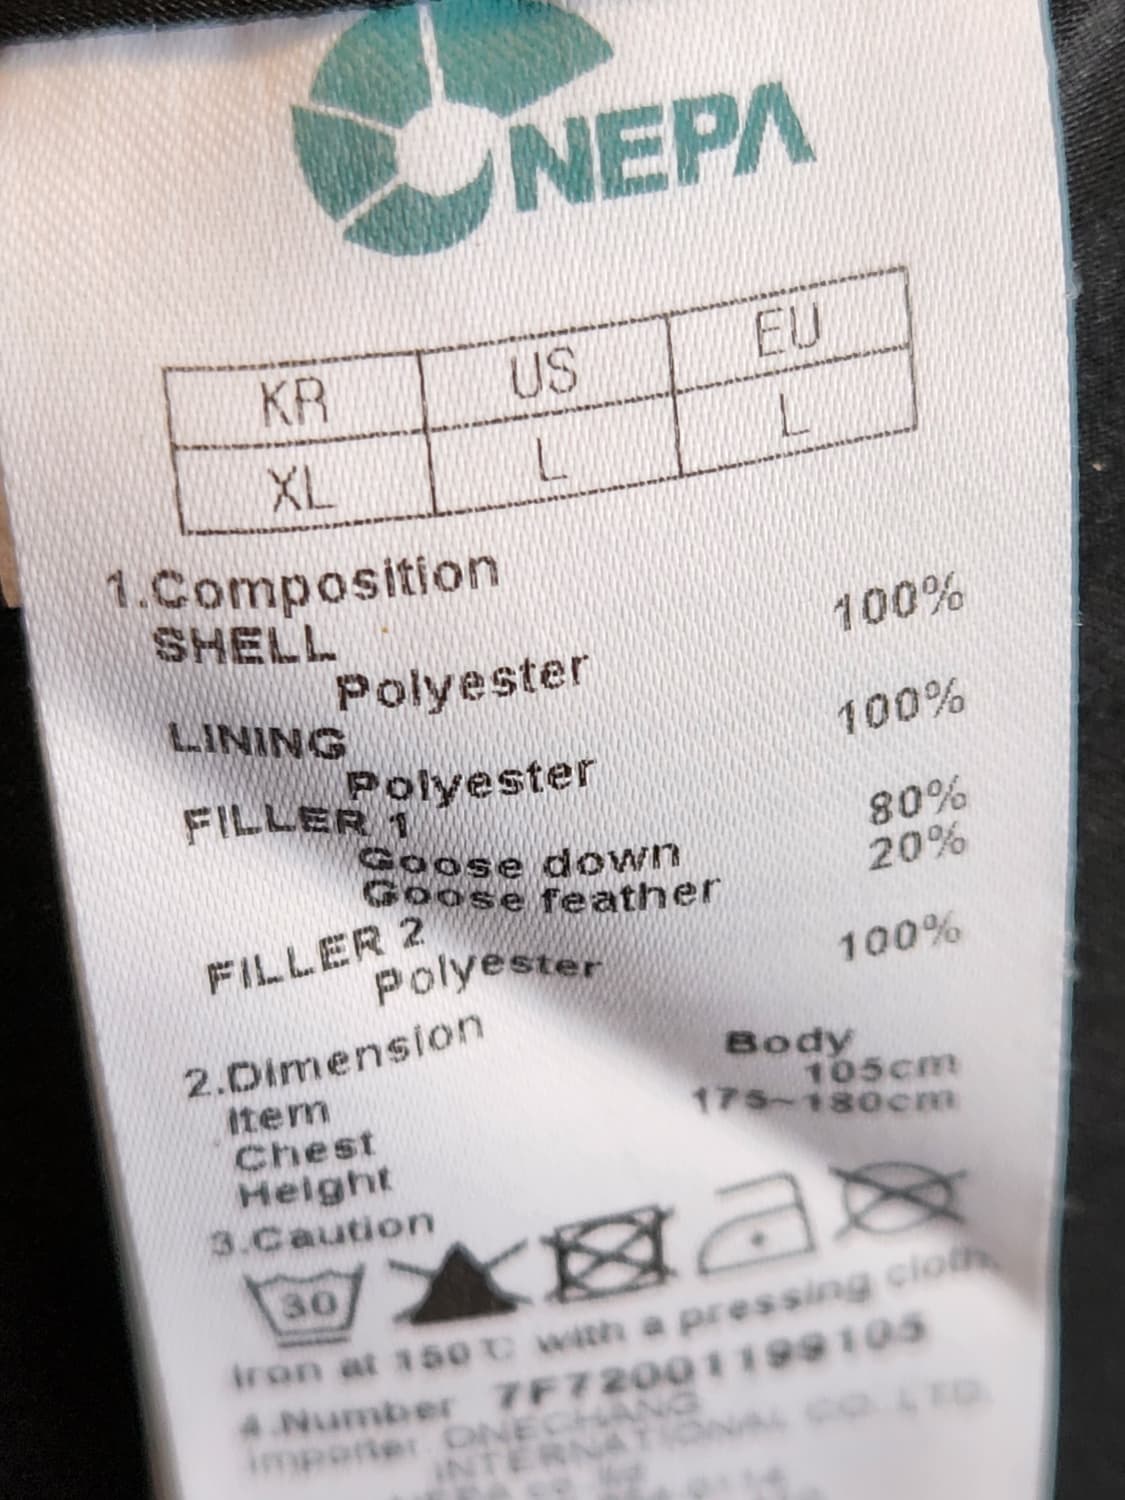 NEPA
KR US EU
XL L L
1.Composition
SHELL
Polyester 100%
LINING
Polyester 100%
FILLER 1
Goose down 80%
Goose feather 20%
FILLER 2
Polyester 100%
2.Dimension
Item Body
Chest 105cm
Height 175~180cm
3.Caution
30
Iron at 150℃ with a pressing cloth.
4.Number 7F72001199105
Importer ONECHANG
INTERNATIONAL CO.,LTD.